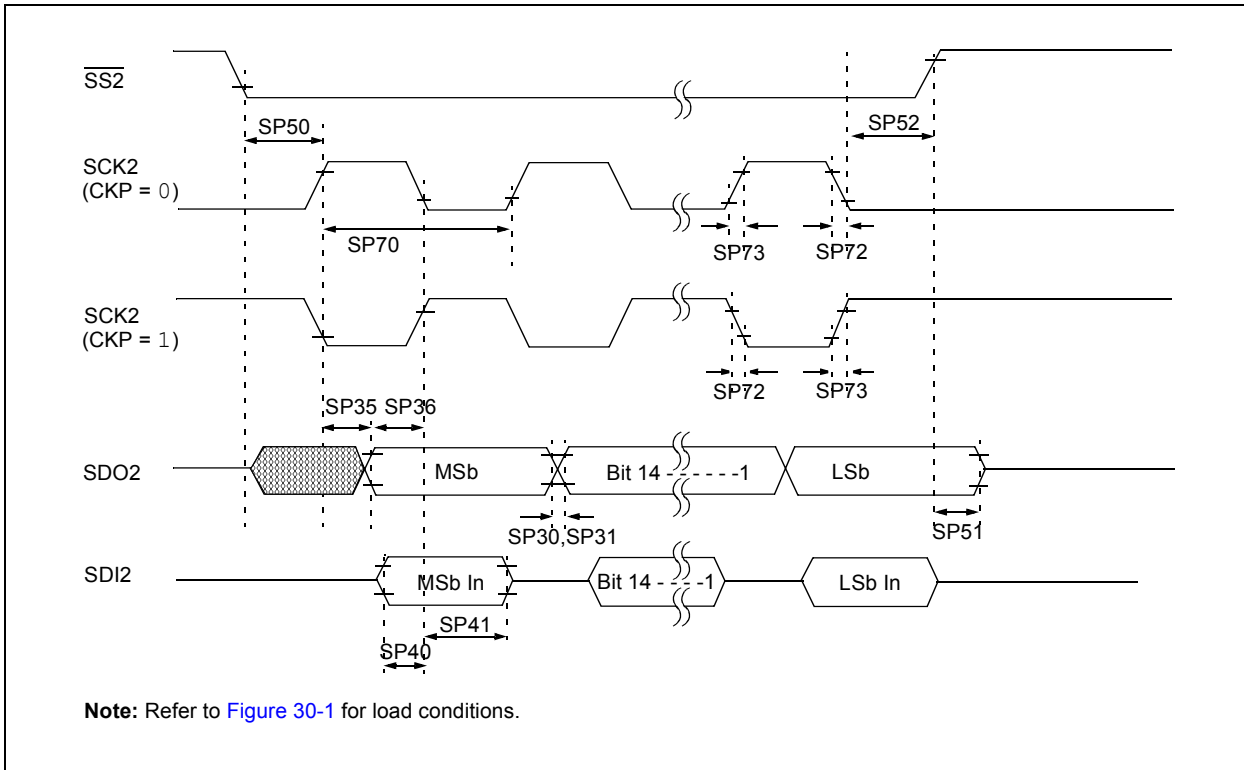 SS2
SP50
SP52
SCK2
(CKP = 0)
SP70
SP73
SP72
SCK2
(CKP = 1)
SP72
SP73
SP35
SP36
SDO2
MSb
Bit 14 - - - - - -1
LSb
SP30,SP31
SP51
SDI2
MSb In
Bit 14 - - - - -1
LSb In
SP41
SP40
Note: Refer to Figure 30-1 for load conditions.